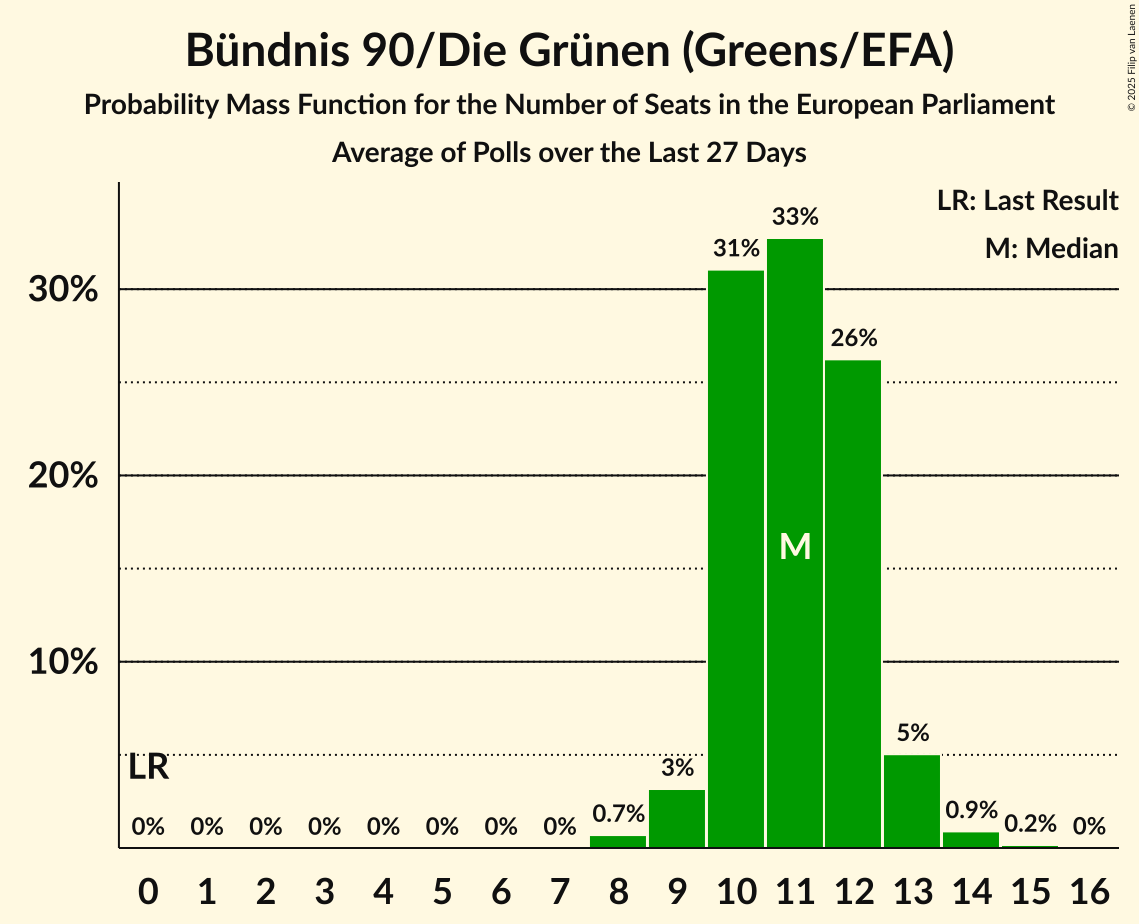 Bündnis 90/Die Grünen (Greens/EFA)
Probability Mass Function for the Number of Seats in the European Parliament
Average of Polls over the Last 27 Days
© 2025 Filip van Laenen
LR: Last Result
M: Median
33%
31%
30%
26%
20%
M
10%
5%
LR
3%
0% 0% 0% 0% 0% 0% 0% 0% 0.7% 0.9% 0.2% 0%
0 1 2 3 4 5 6 7 8 9 10 11 12 13 14 15 16